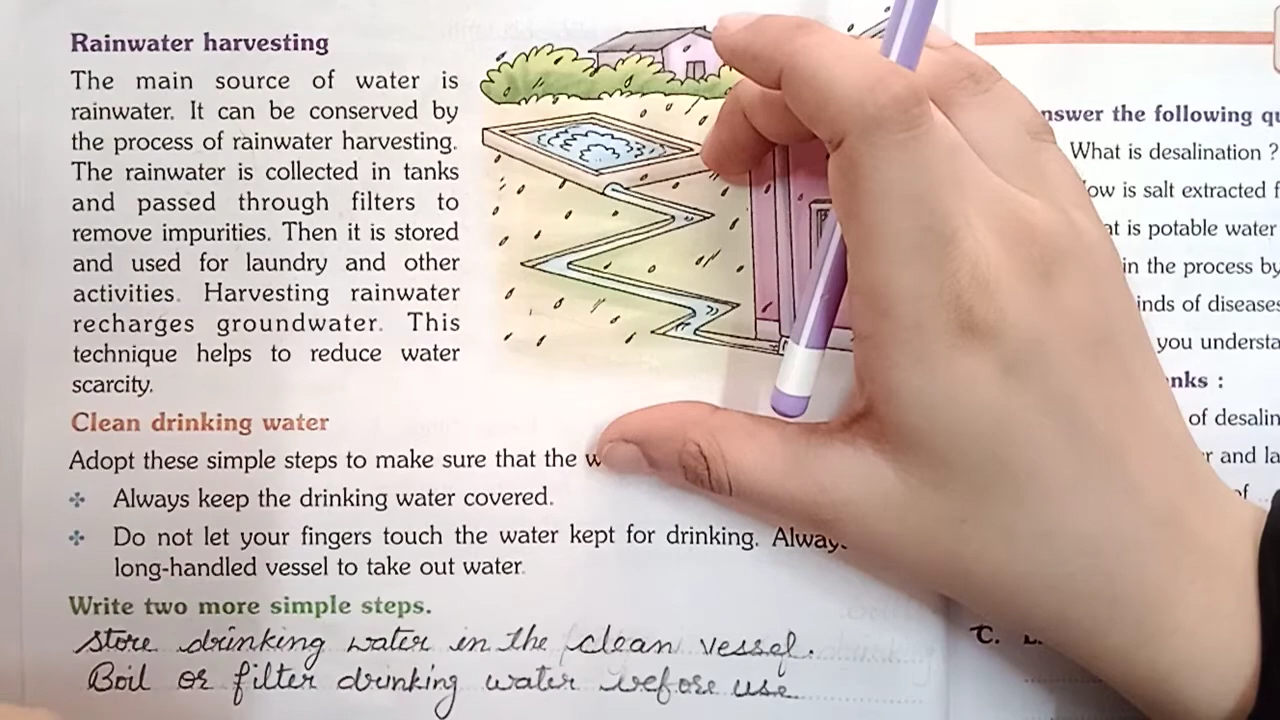 Rainwater harvesting
The main source of water is
rainwater. It can be conserved by
the process of rainwater harvesting.
The rainwater is collected in tanks
and passed through filters to
remove impurities. Then it is stored
and used for laundry and other
activities. Harvesting rainwater
recharges groundwater. This
technique helps to reduce water
scarcity.
Clean drinking water
Adopt these simple steps to make sure that the
Always keep the drinking water covered.
Do not let your fingers touch the water kept for drinking.
long-handled vessel to take out water.
Write two more simple steps.
store drinking water in the clean vessel.
Boil or filter drinking water before use
the following
What is desalination ?
is salt extracted
is potable water
in the process by
of diseases
you
:
of
and
of
C.